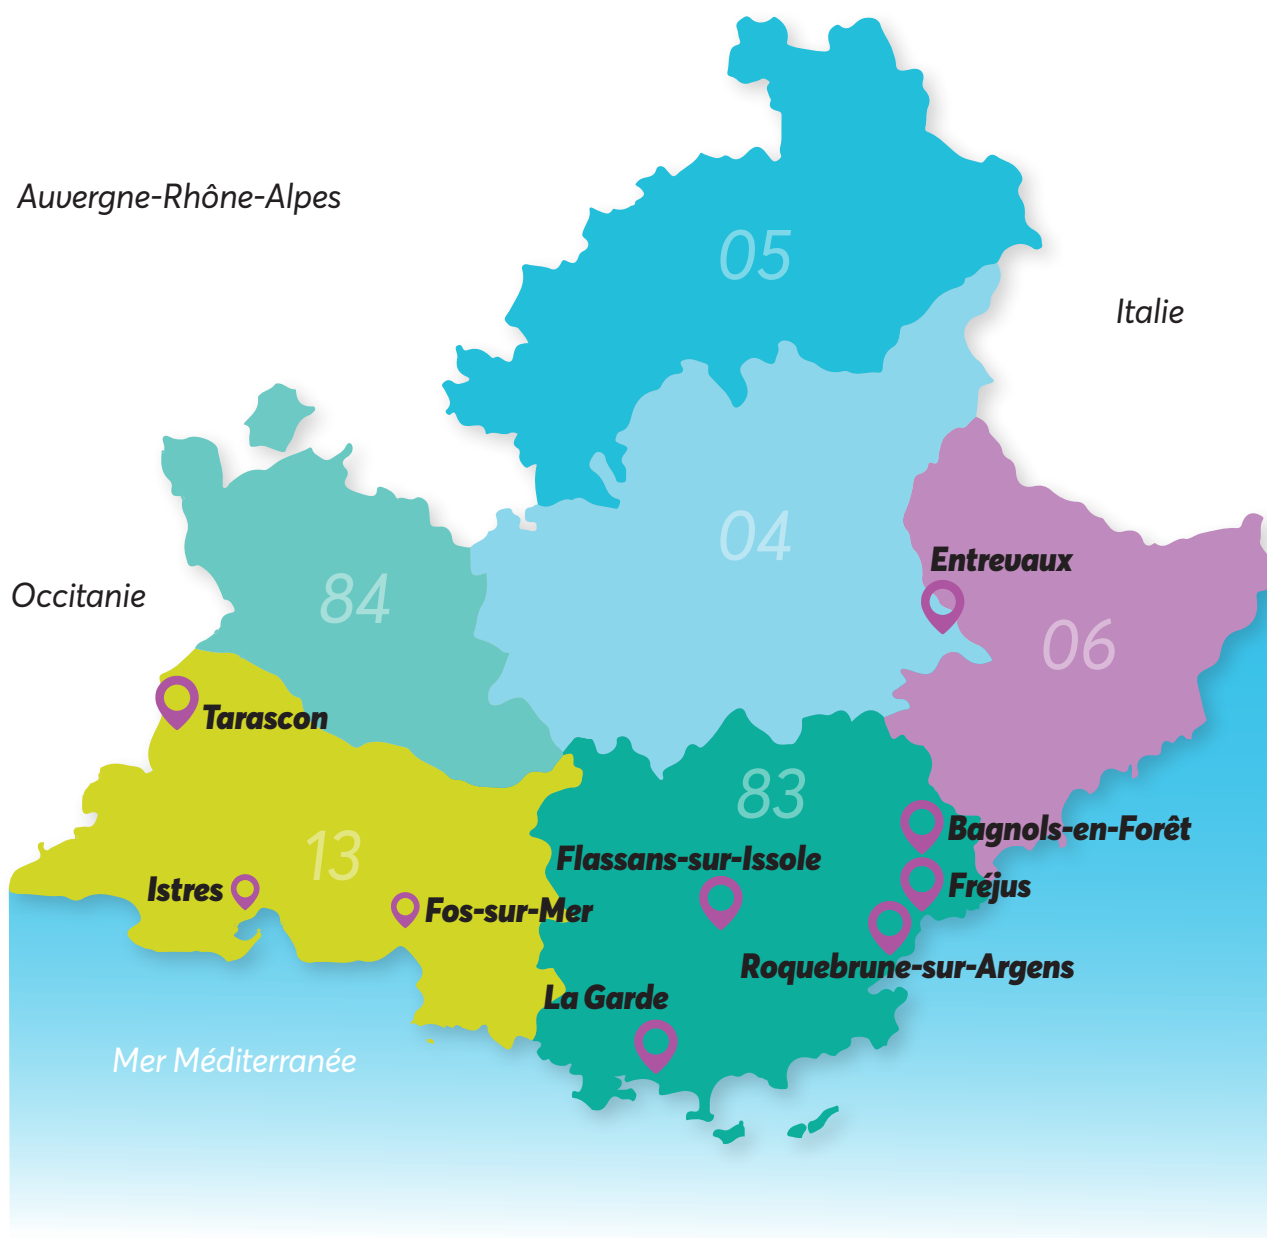 Auvergne-Rhône-Alpes
05
Italie
04
Entrevaux
Occitanie
84
06
Tarascon
83
Bagnols-en-Forêt
13
Flassans-sur-Issole
Istres
Fréjus
Fos-sur-Mer
Roquebrune-sur-Argens
La Garde
Mer Méditerranée